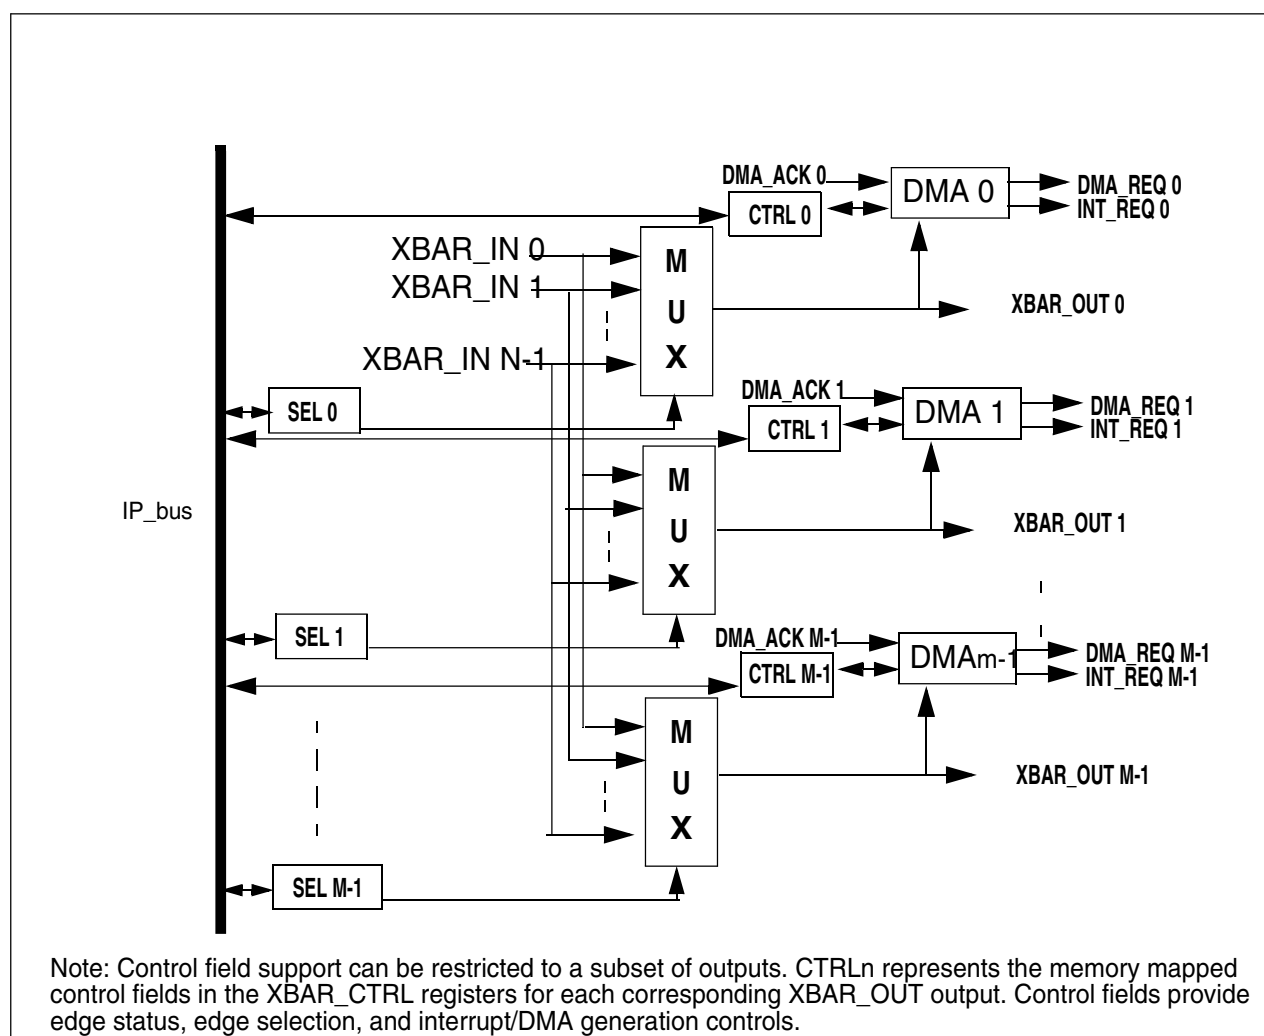 DMA_ACK 0
DMA 0
DMA_REQ 0
CTRL 0
INT_REQ 0
XBAR_IN 0
M
U
X
XBAR_IN 1
XBAR_OUT 0
XBAR_IN N-1
DMA_ACK 1
DMA 1
DMA_REQ 1
SEL 0
CTRL 1
INT_REQ 1
M
U
X
IP_bus
XBAR_OUT 1
SEL 1
DMA_ACK M-1
DMAm-1
DMA_REQ M-1
CTRL M-1
INT_REQ M-1
M
U
X
XBAR_OUT M-1
SEL M-1
Note: Control field support can be restricted to a subset of outputs. CTRLn represents the memory mapped
control fields in the XBAR_CTRL registers for each corresponding XBAR_OUT output. Control fields provide
edge status, edge selection, and interrupt/DMA generation controls.